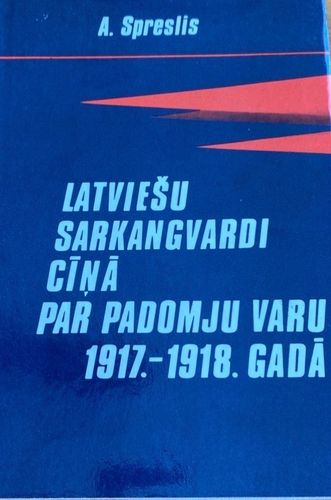 A. Spreslis
LATVIEŠU
SARKANGVARDI
CĪŅĀ
PAR PADOMJU VARU
1917.-1918. GADĀ